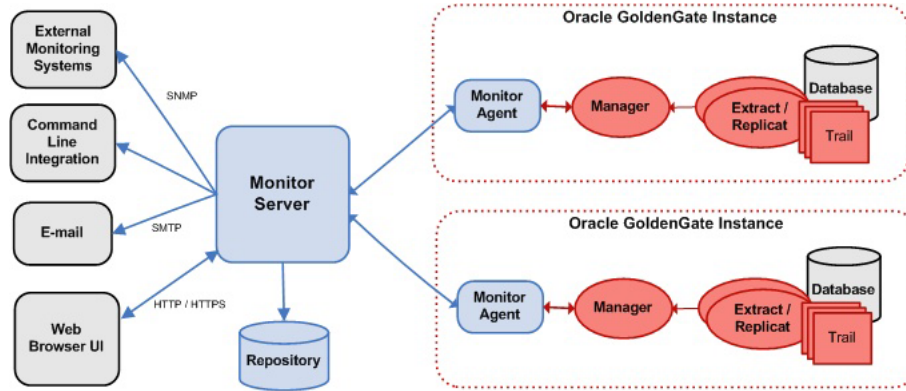 External
Monitoring
Systems
SNMP
Command
Line
Integration
E-mail
SMTP
Web
Browser UI
HTTP / HTTPS
Monitor
Server
Repository
Oracle GoldenGate Instance
Monitor
Agent
Manager
Extract /
Replicat
Database
Trail
Oracle GoldenGate Instance
Monitor
Agent
Manager
Extract /
Replicat
Database
Trail